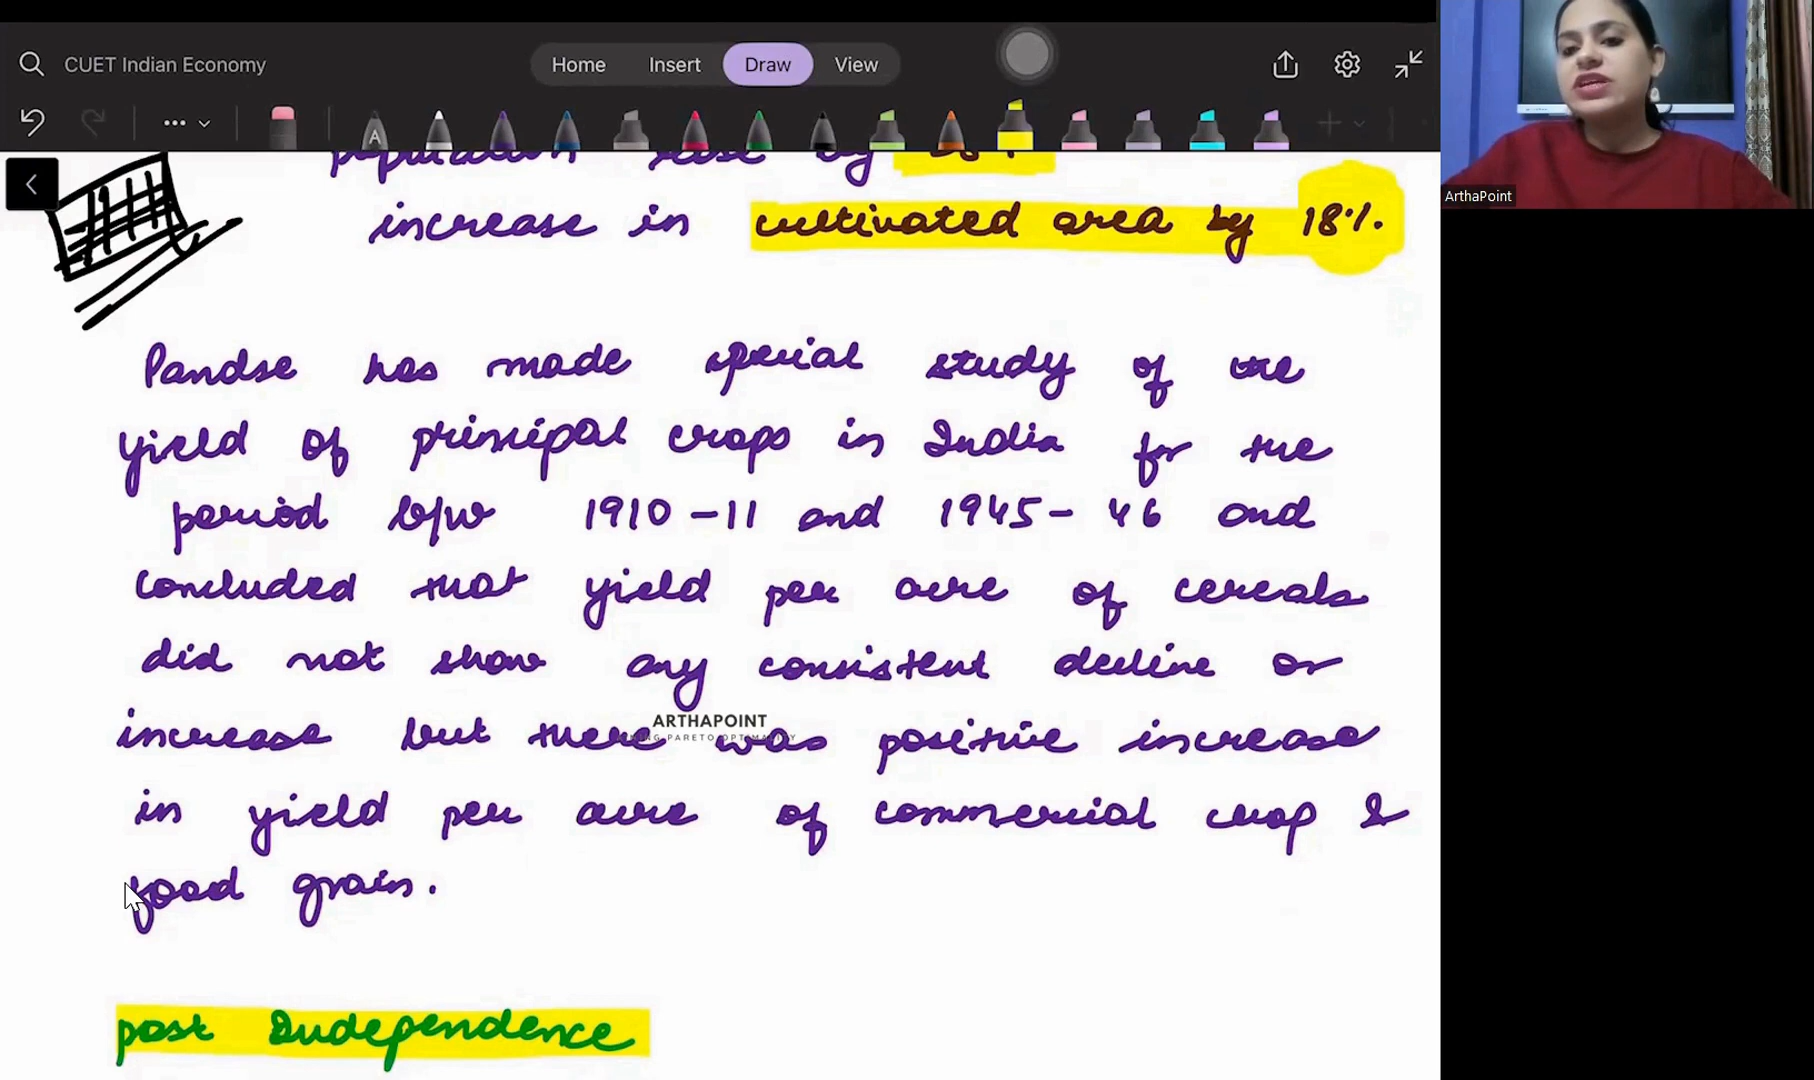 CUET Indian Economy
Home Insert Draw View
A
ArthaPoint
population by
increase in cultivated area by 18%.
Pandse has made special study of the
yield of principal crops in India for the
period b/w 1910-11 and 1945-46 and
concluded that yield per acre of cereals
did not show any consistent decline or
ARTHAPOINT
increase but there was positive increase
in yield per acre of commercial crop &
food grain.
post Independence